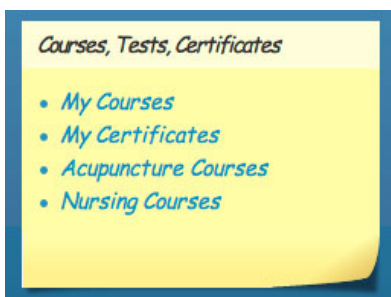 Courses, Tests, Certificates
My Courses
My Certificates
Acupuncture Courses
Nursing Courses